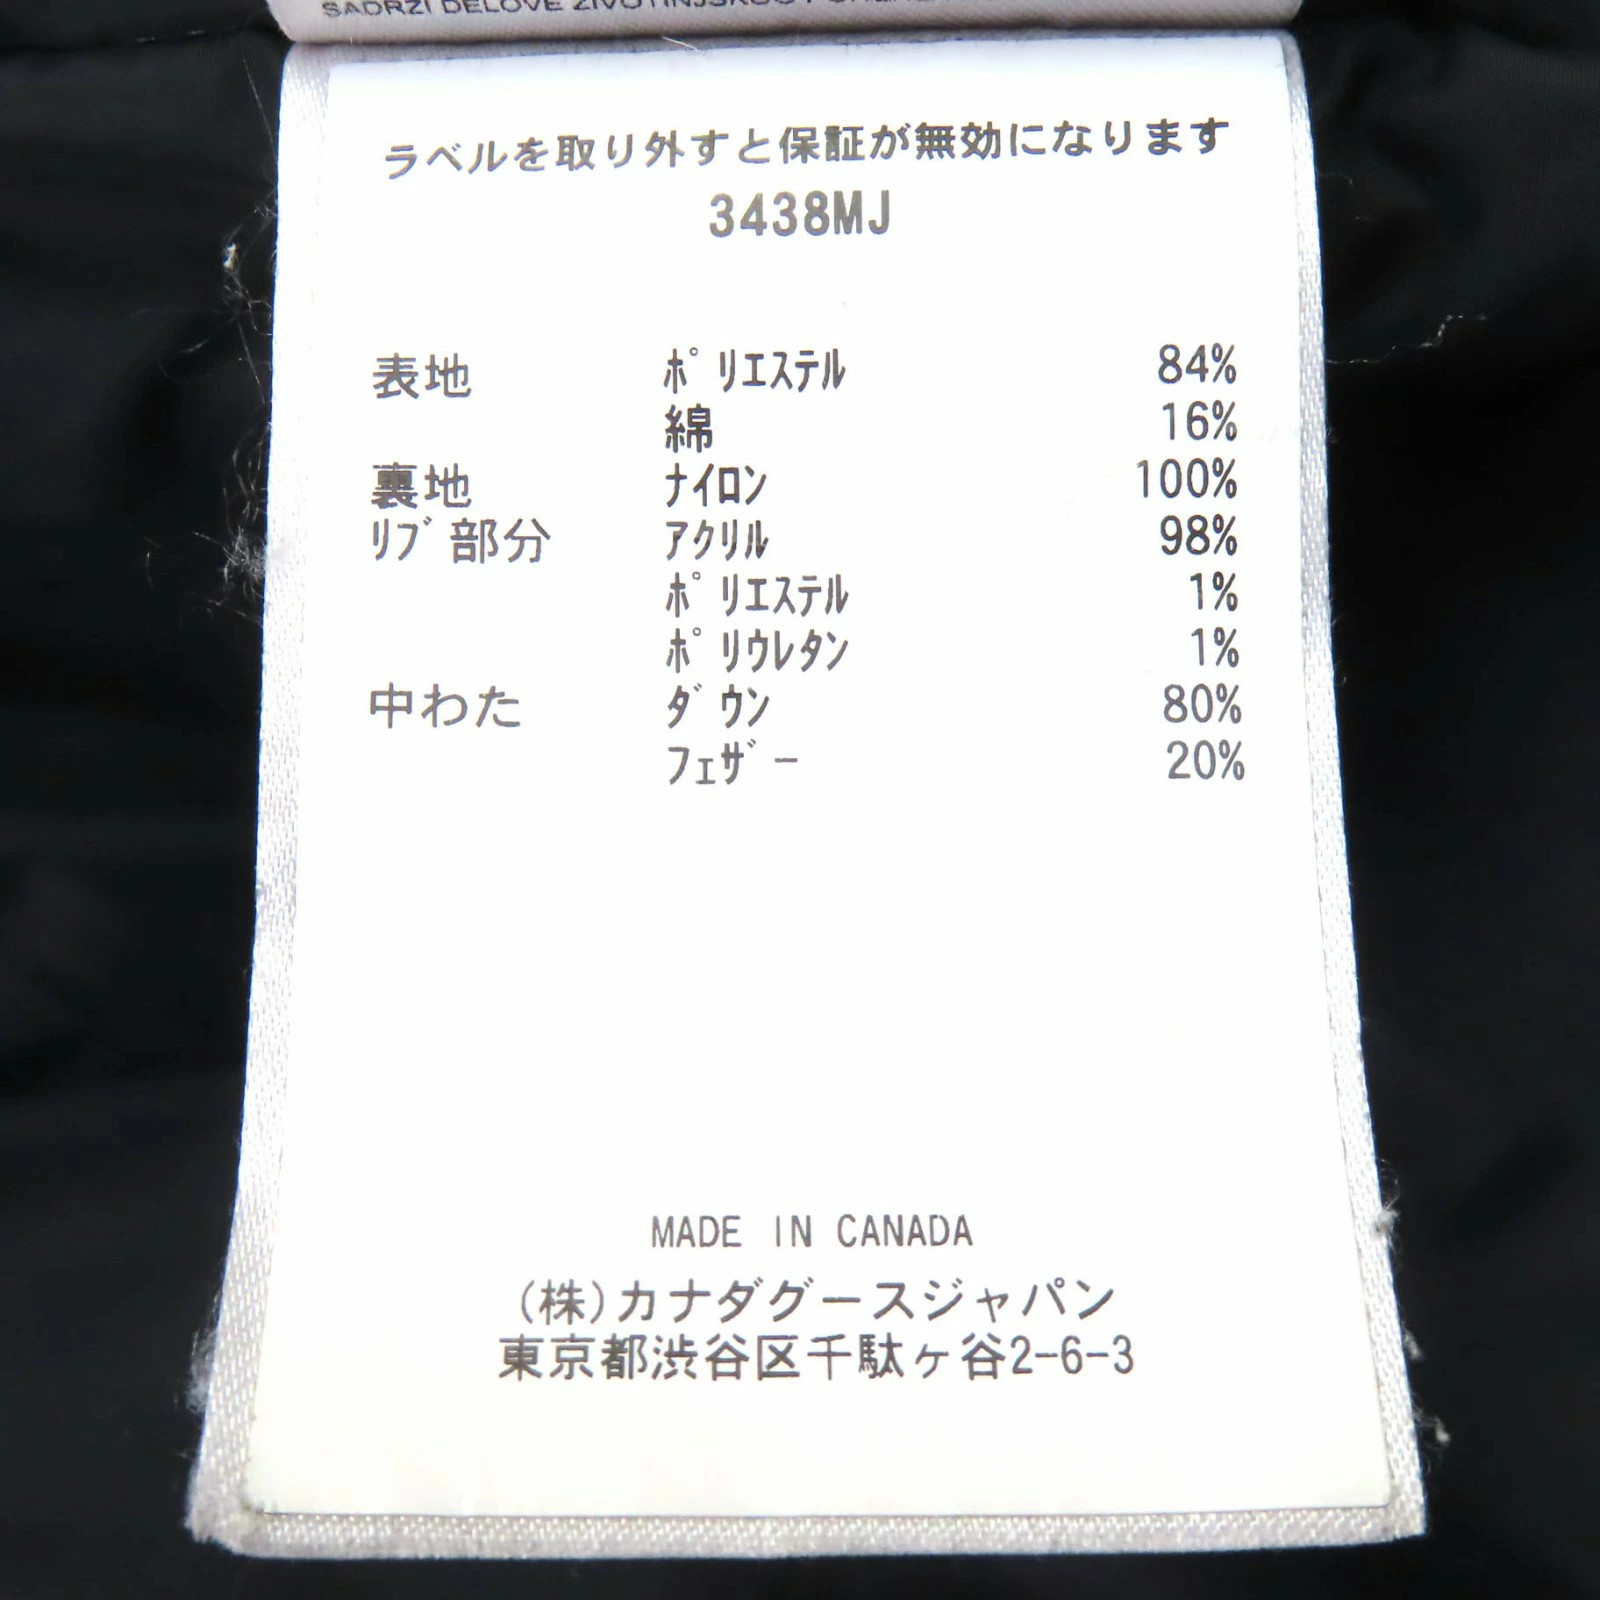 SADRZI DELOVE
ラベルを取り外すと保証が無効になります
3438MJ
表地 ポリエステル 84%
綿 16%
裏地 ナイロン 100%
リブ部分 アクリル 98%
ポリエステル 1%
ポリウレタン 1%
中わた ダウン 80%
フェザー 20%
MADE IN CANADA
(株)カナダグースジャパン
東京都渋谷区千駄ヶ谷2-6-3